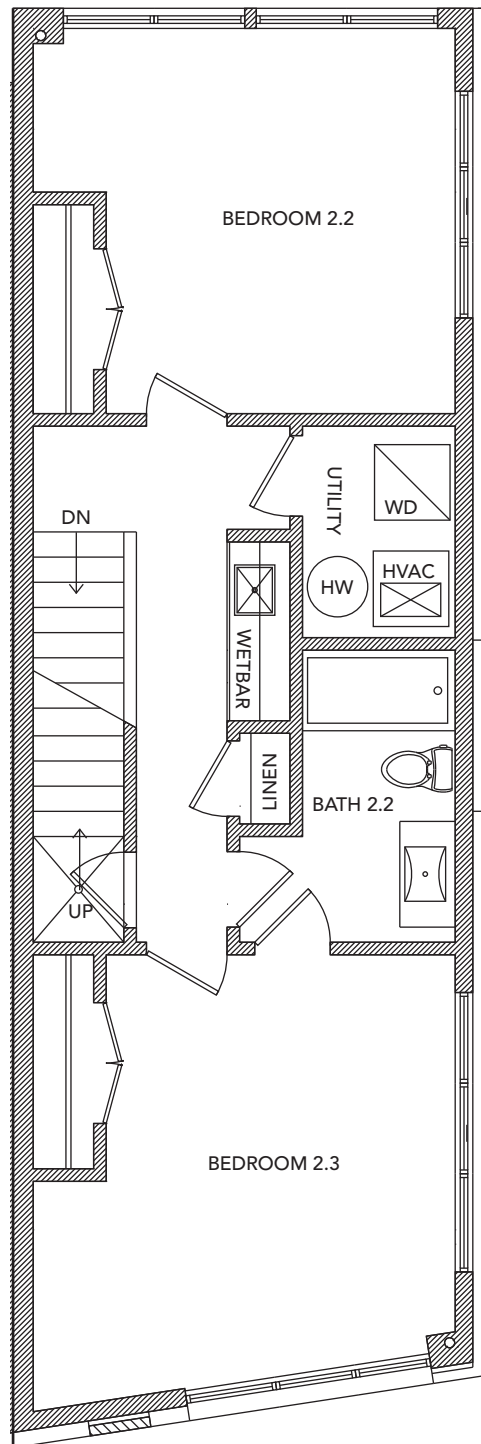 BEDROOM 2.2
UTILITY
WD
DN
HVAC
HW
WETBAR
LINEN
BATH 2.2
UP
BEDROOM 2.3